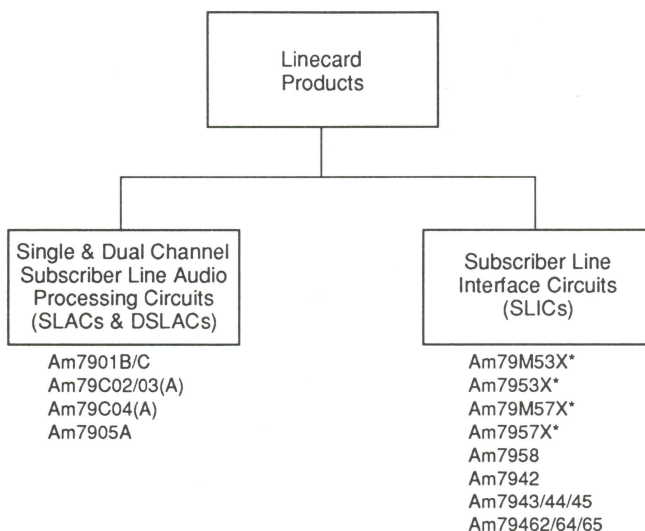 Linecard
Products
Single & Dual Channel
Subscriber Line Audio
Processing Circuits
(SLACs & DSLACs)
Am7901B/C
Am79C02/03(A)
Am79C04(A)
Am7905A
Subscriber Line
Interface Circuits
(SLICs)
Am79M53X*
Am7953X*
Am79M57X*
Am7957X*
Am7958
Am7942
Am7943/44/45
Am79462/64/65